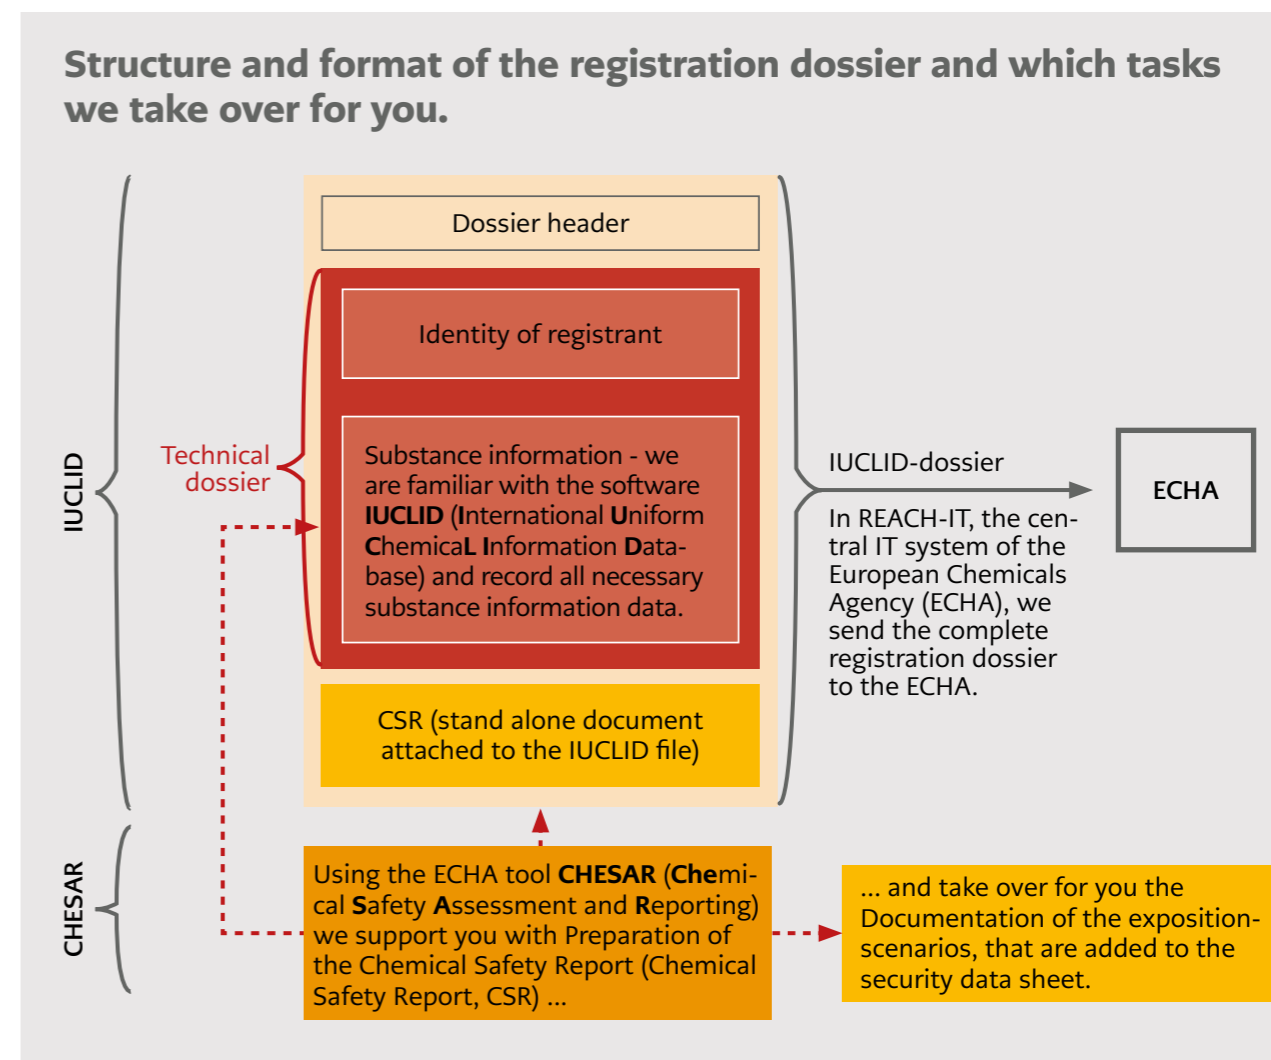 Structure and format of the registration dossier and which tasks
we take over for you.
Dossier header
Identity of registrant
Technical
dossier
Substance information - we
are familiar with the software
IUCLID (International Uniform
ChemicaL Information Data-
base) and record all necessary
substance information data.
IUCLID
CSR (stand alone document
attached to the IUCLID file)
IUCLID-dossier
In REACH-IT, the cen-
tral IT system of the
European Chemicals
Agency (ECHA), we
send the complete
registration dossier
to the ECHA.
ECHA
CHESAR
Using the ECHA tool CHESAR (Chemi-
cal Safety Assessment and Reporting)
we support you with Preparation of
the Chemical Safety Report (Chemical
Safety Report, CSR) ...
... and take over for you the
Documentation of the exposition-
scenarios, that are added to the
security data sheet.